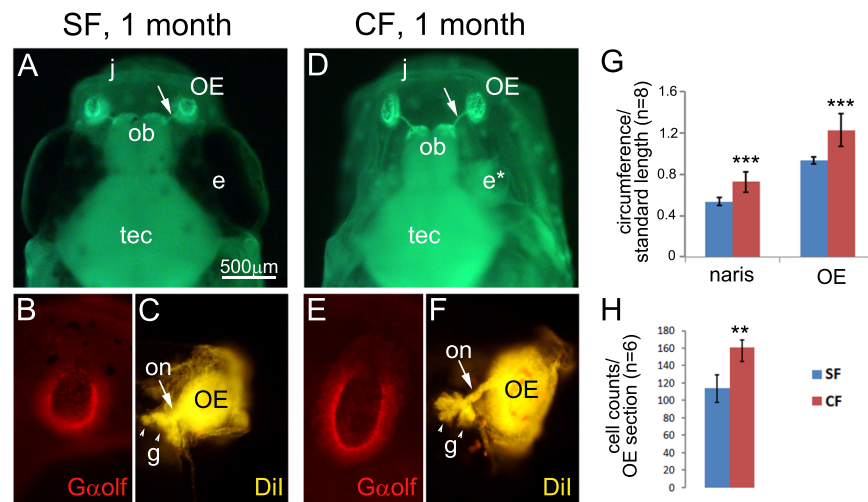 SF, 1 month
CF, 1 month
A
j
OE
ob
e
tec
500μm
D
j
OE
ob
e*
tec
B
Gαolf
C
on
OE
g
DiI
E
Gαolf
F
on
OE
g
DiI
G
circumference/
standard length (n=8)
1.6
1.2
0.8
0.4
0
***
***
naris
OE
H
cell counts/
OE section (n=6)
180
160
140
120
100
80
60
40
20
0
**
SF
CF